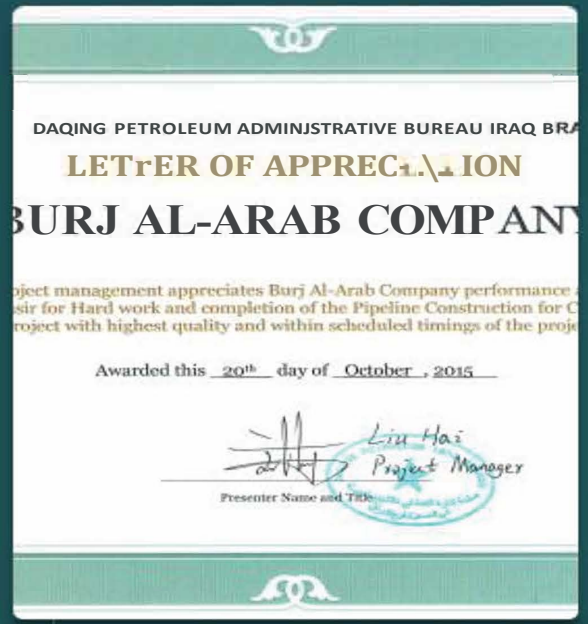 DAQING PETROLEUM ADMINJSTRATIVE BUREAU IRAQ BRA
LETrER OF APPREC1.\1 ION
BURJ AL-ARAB COMPANY
oject management appreciates Burj Al-Arab Company performance
sir for Hard work and completion of the Pipeline Construction for C
roject with highest quality and within scheduled timings of the proje
Awarded this 20th day of October , 2015
Liu Hai
Project Manager
Presenter Name and Title